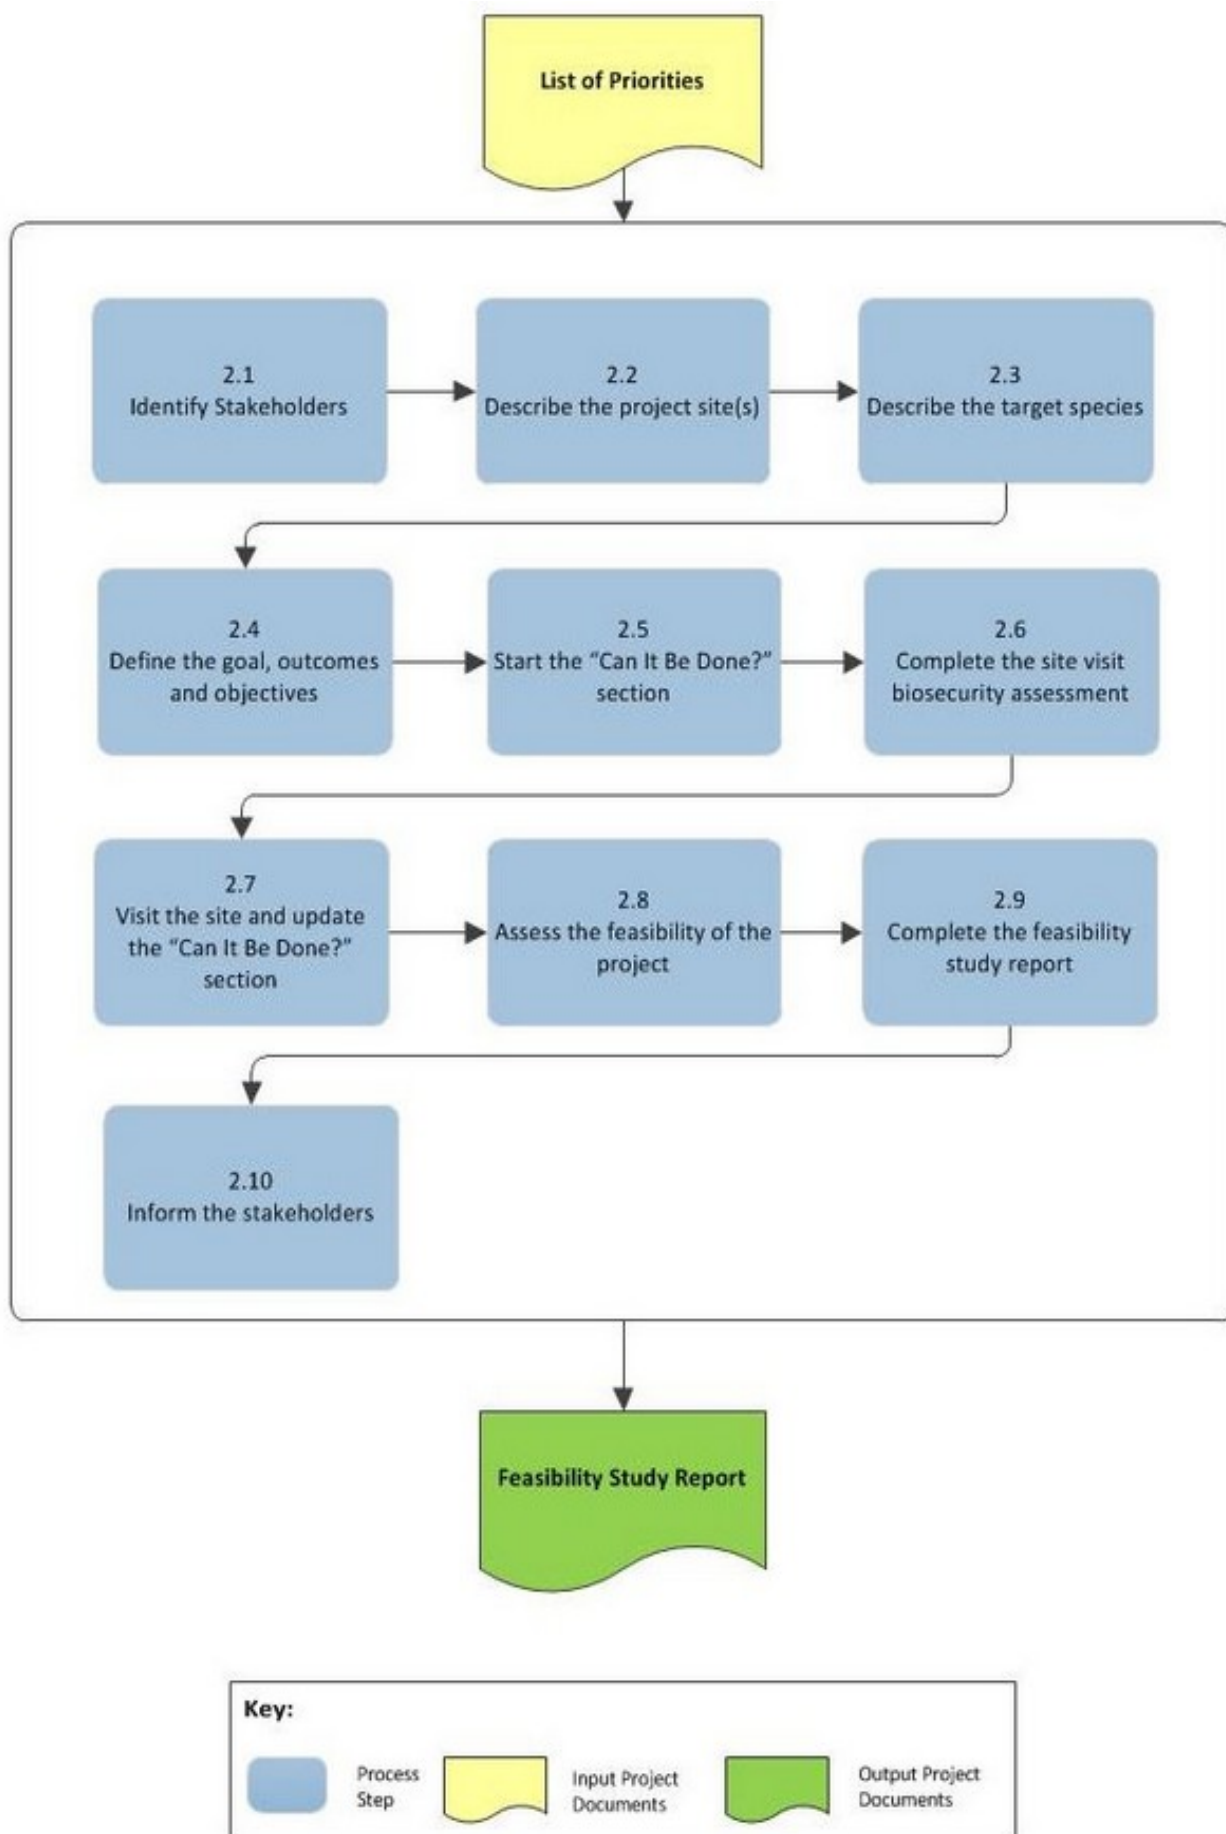 List of Priorities
2.1
Identify Stakeholders
2.2
Describe the project site(s)
2.3
Describe the target species
2.4
Define the goal, outcomes
and objectives
2.5
Start the “Can It Be Done?”
section
2.6
Complete the site visit
biosecurity assessment
2.7
Visit the site and update
the “Can It Be Done?”
section
2.8
Assess the feasibility of the
project
2.9
Complete the feasibility
study report
2.10
Inform the stakeholders
Feasibility Study Report
Key:
Process
Step
Input Project
Documents
Output Project
Documents